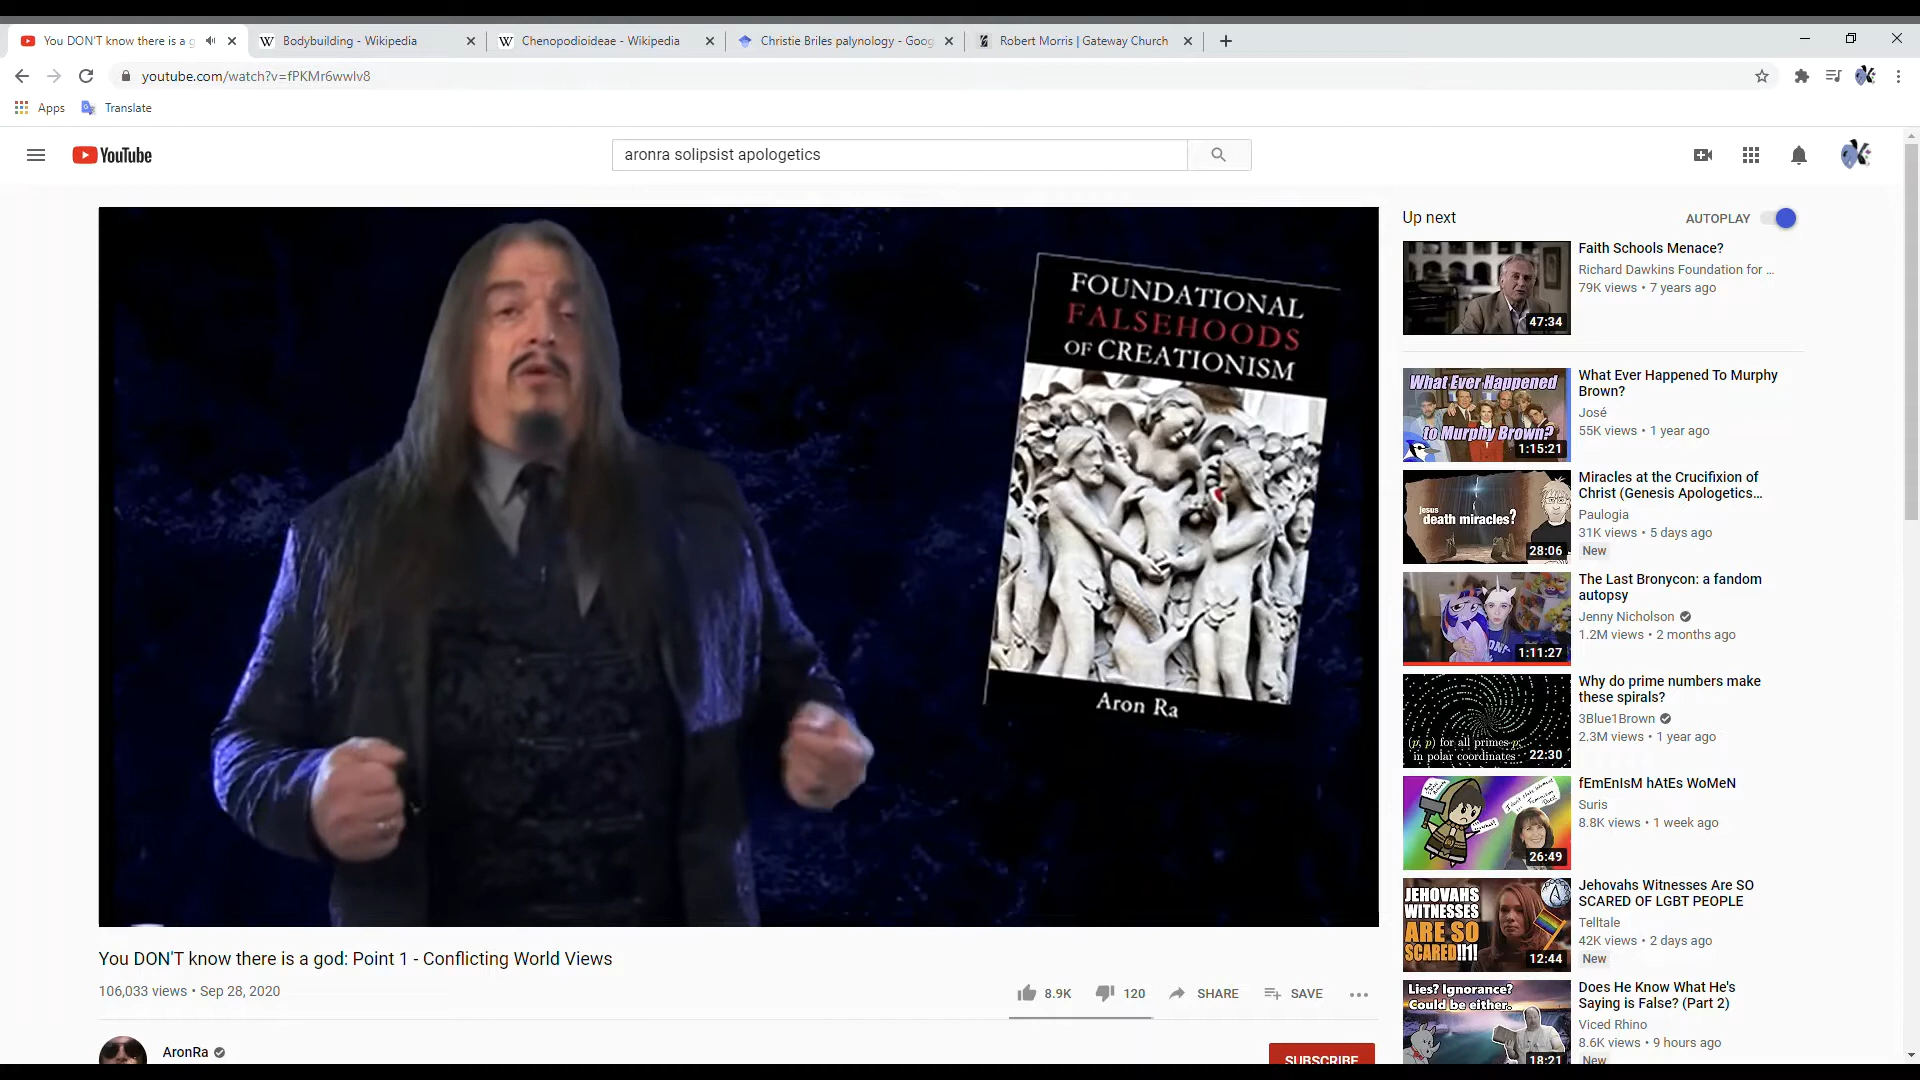 You DON'T know there is a g
Bodybuilding - Wikipedia
Chenopodioideae - Wikipedia
Christie Briles palynology - Goog
Robert Morris | Gateway Church
youtube.com/watch?v=fPKMr6wwlv8
Apps
Translate
YouTube
aronra solipsist apologetics
FOUNDATIONAL
FALSEHOODS
OF CREATIONISM
Aron Ra
Up next
AUTOPLAY
47:34
Faith Schools Menace?
Richard Dawkins Foundation for ...
79K views • 7 years ago
What Ever Happened
to Murphy Brown?
1:15:21
What Ever Happened To Murphy
Brown?
José
55K views • 1 year ago
jesus
death miracles?
28:06
Miracles at the Crucifixion of
Christ (Genesis Apologetics...
Paulogia
31K views • 5 days ago
New
1:11:27
The Last Bronycon: a fandom
autopsy
Jenny Nicholson
1.2M views • 2 months ago
(p, p) for all primes p,
in polar coordinates
22:30
Why do prime numbers make
these spirals?
3Blue1Brown
2.3M views • 1 year ago
26:49
fEmEnIsM hAtEs WoMeN
Suris
8.8K views • 1 week ago
JEHOVAHS
WITNESSES
ARE SO
SCARED!!1!
12:44
Jehovahs Witnesses Are SO
SCARED OF LGBT PEOPLE
Telltale
42K views • 2 days ago
New
Lies? Ignorance?
Could be either.
18:21
Does He Know What He's
Saying is False? (Part 2)
Viced Rhino
8.6K views • 9 hours ago
New
You DON'T know there is a god: Point 1 - Conflicting World Views
106,033 views • Sep 28, 2020
8.9K
120
SHARE
SAVE
AronRa
SUBSCRIBE